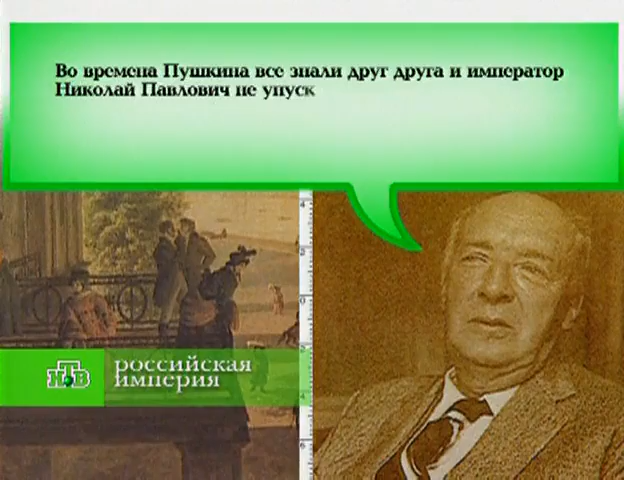 Во времена Пушкина все знали друг друга и император
Николай Павлович не упуск
НТВ
российская
империя